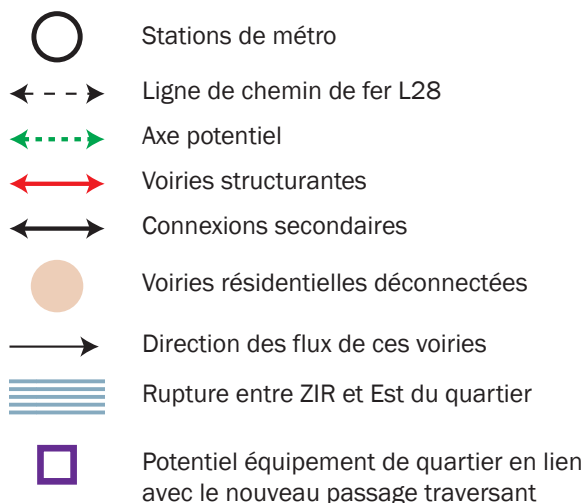 Stations de métro
Ligne de chemin de fer L28
Axe potentiel
Voiries structurantes
Connexions secondaires
Voiries résidentielles déconnectées
Direction des flux de ces voiries
Rupture entre ZIR et Est du quartier
Potentiel équipement de quartier en lien
avec le nouveau passage traversant